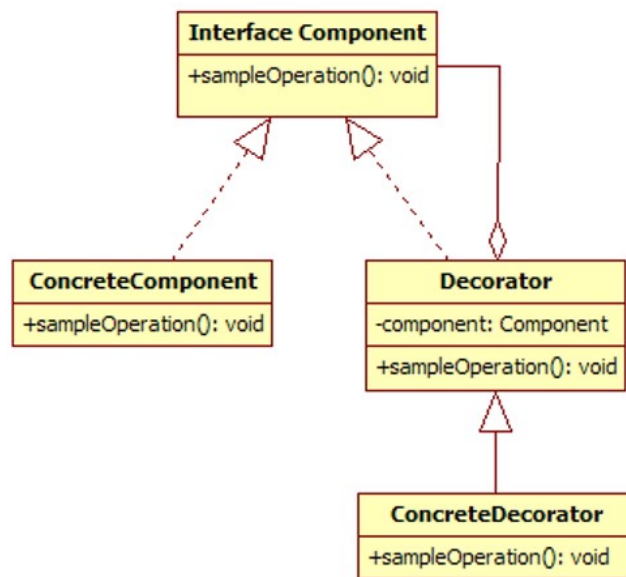 Interface Component
+sampleOperation(): void
ConcreteComponent
+sampleOperation(): void
Decorator
-component: Component
+sampleOperation(): void
ConcreteDecorator
+sampleOperation(): void